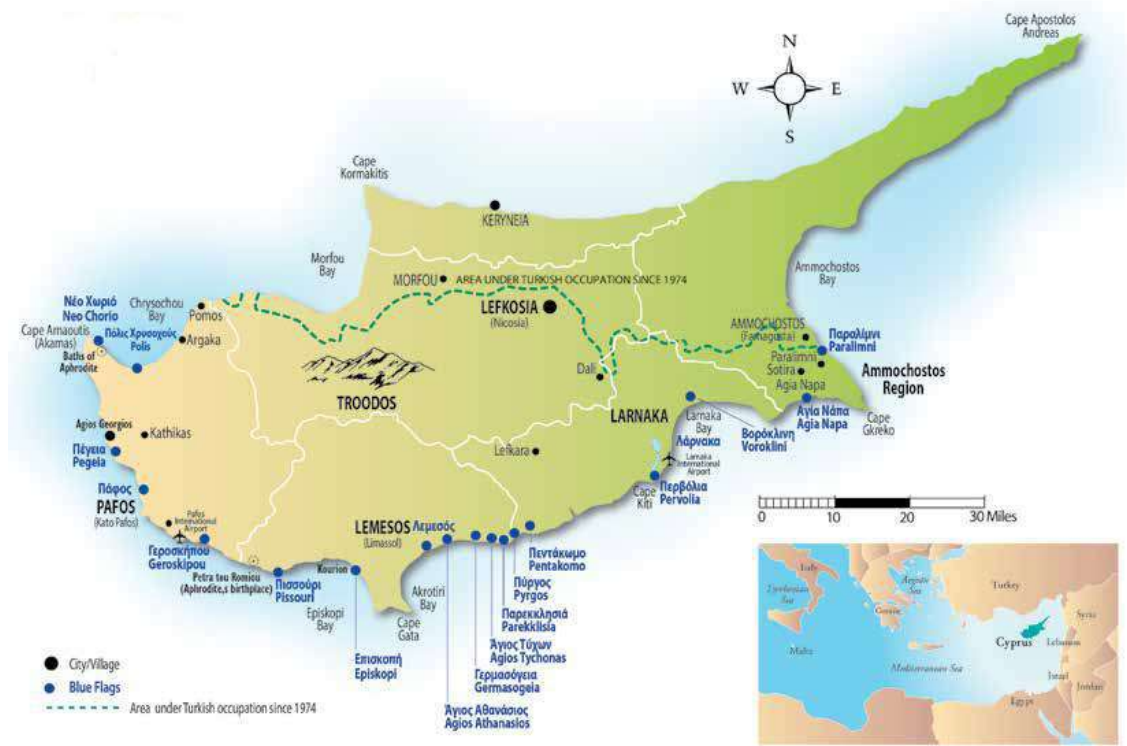 Cape Apostolos
Andreas
N
W
E
S
Cape
Kormakitis
KERYNEIA
Morfou
Bay
MORFOU
AREA UNDER TURKISH OCCUPATION SINCE 1974
Ammochostos
Bay
LEFKOSIA
(Nicosia)
Νέο Χωριό
Neo Chorio
Chrysochou
Bay
Pomos
Cape Arnaoutis
(Akamas)
Πόλις Χρυσοχούς
Polis
Argaka
Baths of
Aphrodite
AMMOCHOSTOS
(Famagusta)
Παραλίμνι
Paralimni
Paralimni
Sotira
Agia Napa
Ammochostos
Region
Dali
TROODOS
LARNAKA
Larnaka
Bay
Βορόκλινη
Voroklini
Αγία Νάπα
Agia Napa
Cape
Gkreko
Agios Georgios
Kathikas
Πέγεια
Pegeia
Lefkara
Λάρνακα
Larnaka
International
Airport
Cape
Kiti
Περβόλια
Pervolia
Πάφος
PAFOS
(Kato Pafos)
Pafos
International
Airport
Γεροσκήπου
Geroskipou
Petra tou Romiou
(Aphrodite,s birthplace)
Πισσούρι
Pissouri
Kourion
Episkopi
Bay
LEMESOS
(Limassol)
Λεμεσός
Akrotiri
Bay
Cape
Gata
Πεντάκωμο
Pentakomo
Πύργος
Pyrgos
Παρεκκλησιά
Parekklisia
Άγιος Τύχων
Agios Tychonas
Γερμασόγεια
Germasogeia
Άγιος Αθανάσιος
Agios Athanasios
Επισκοπή
Episkopi
0 10 20 30 Miles
City/Village
Blue Flags
Area under Turkish occupation since 1974
Italy
Tyrrhenian
Sea
Aegean
Sea
Greece
Turkey
Malta
Cyprus
Syria
Lebanon
Mediterranean Sea
Israel
Jordan
Egypt